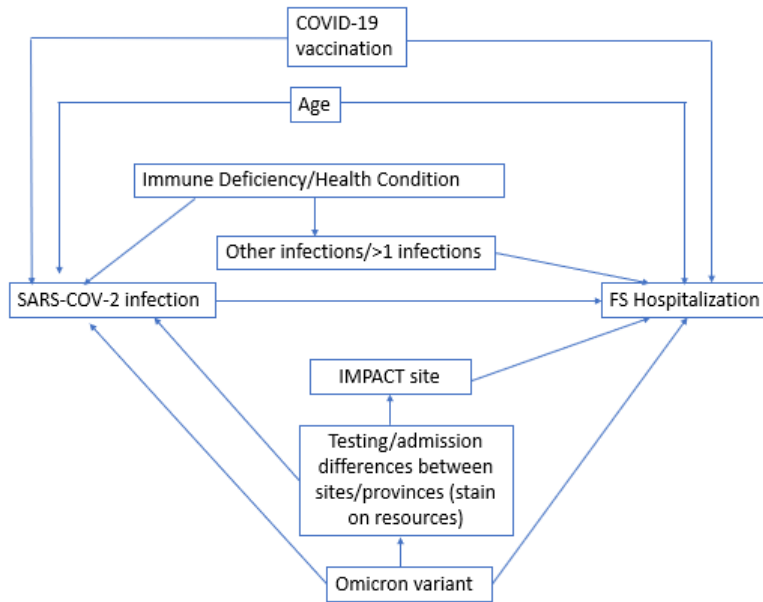 COVID-19
vaccination
Age
Immune Deficiency/Health Condition
Other infections/>1 infections
SARS-COV-2 infection
FS Hospitalization
IMPACT site
Testing/admission
differences between
sites/provinces (stain
on resources)
Omicron variant